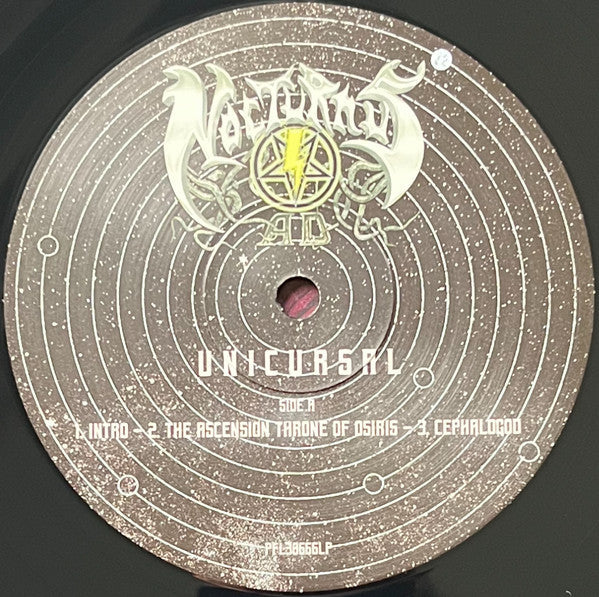 NOCTURNUS
AD
UNICURSAL
SIDE A
1. INTRO – 2. THE ASCENSION THRONE OF OSIRIS – 3. CEPHALOGOD
PFL38666LP